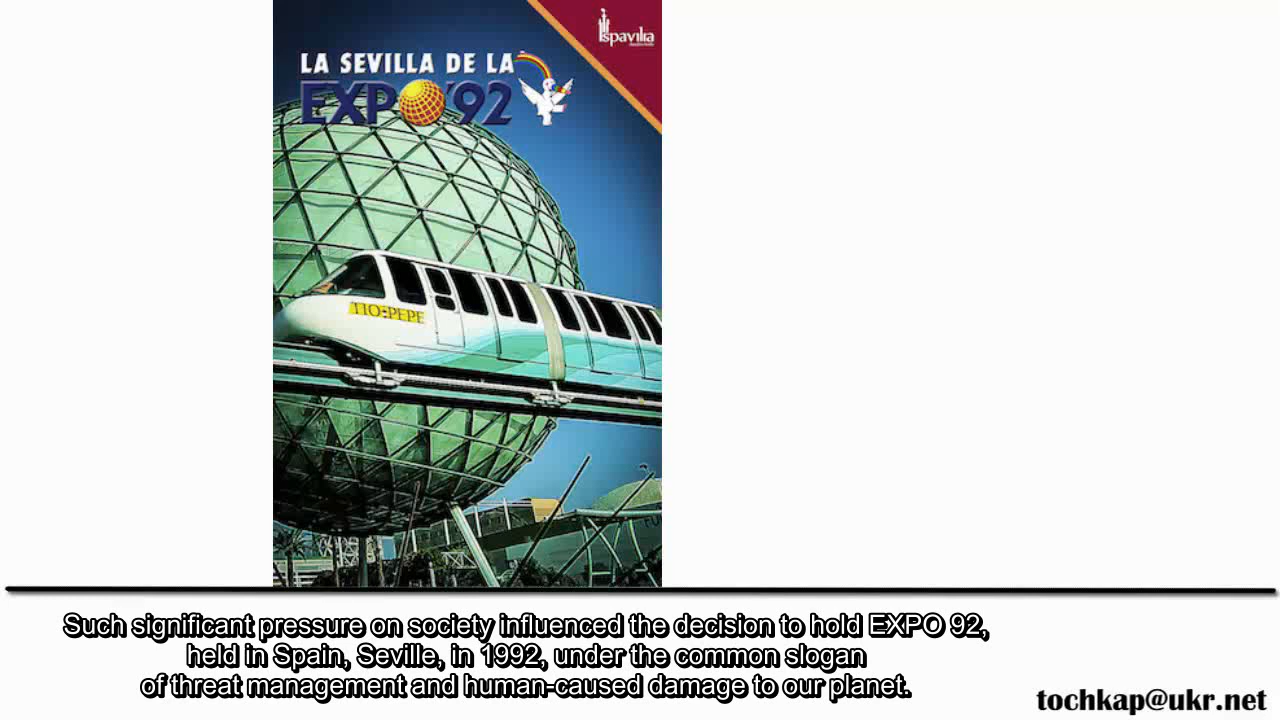 Ispavilia
LA SEVILLA DE LA
EXPO'92
TIO PEPE
FU
Such significant pressure on society influenced the decision to hold EXPO 92,
held in Spain, Seville, in 1992, under the common slogan
of threat management and human-caused damage to our planet.
tochkap@ukr.net